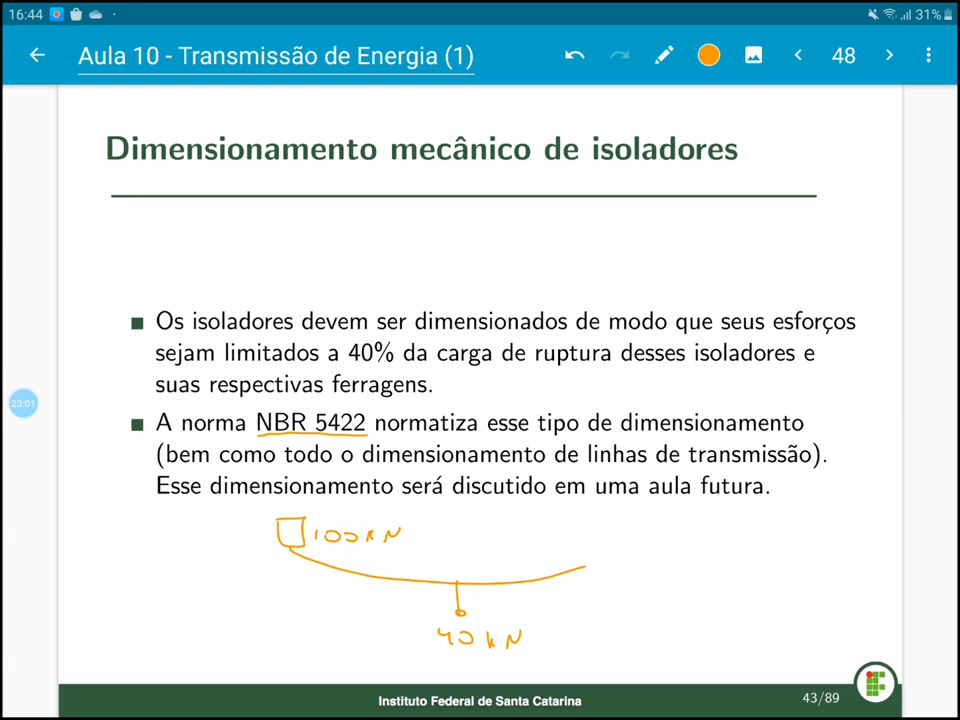 16:44
31%
Aula 10 - Transmissão de Energia (1)
48
Dimensionamento mecânico de isoladores
Os isoladores devem ser dimensionados de modo que seus esforços
sejam limitados a 40% da carga de ruptura desses isoladores e
suas respectivas ferragens.
23:01
A norma NBR 5422 normatiza esse tipo de dimensionamento
(bem como todo o dimensionamento de linhas de transmissão).
Esse dimensionamento será discutido em uma aula futura.
100kN
40kN
Instituto Federal de Santa Catarina
43/89